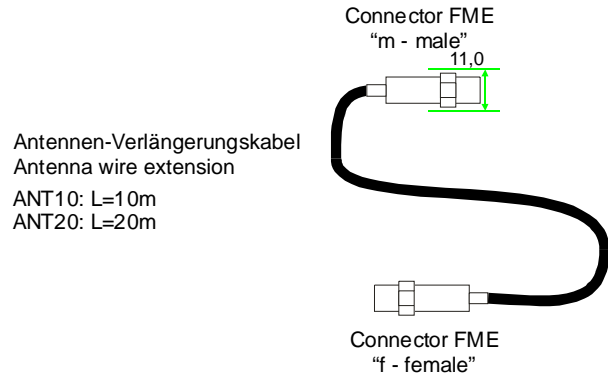 Connector FME
“m - male”
11,0
Antennen-Verlängerungskabel
Antenna wire extension
ANT10: L=10m
ANT20: L=20m
Connector FME
“f - female”